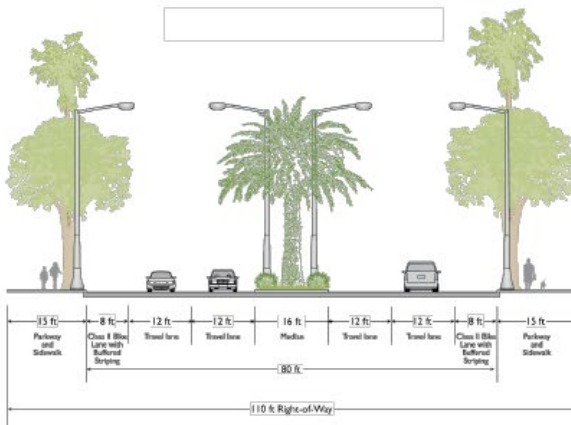 15 ft 8 ft 12 ft 12 ft 16 ft 12 ft 12 ft 8 ft 15 ft
Parkway and Sidewalk
Class II Bike Lane with Buffered Striping
Travel lane
Travel lane
Median
Travel lane
Travel lane
Class II Bike Lane with Buffered Striping
Parkway and Sidewalk
80 ft
110 ft Right-of-Way